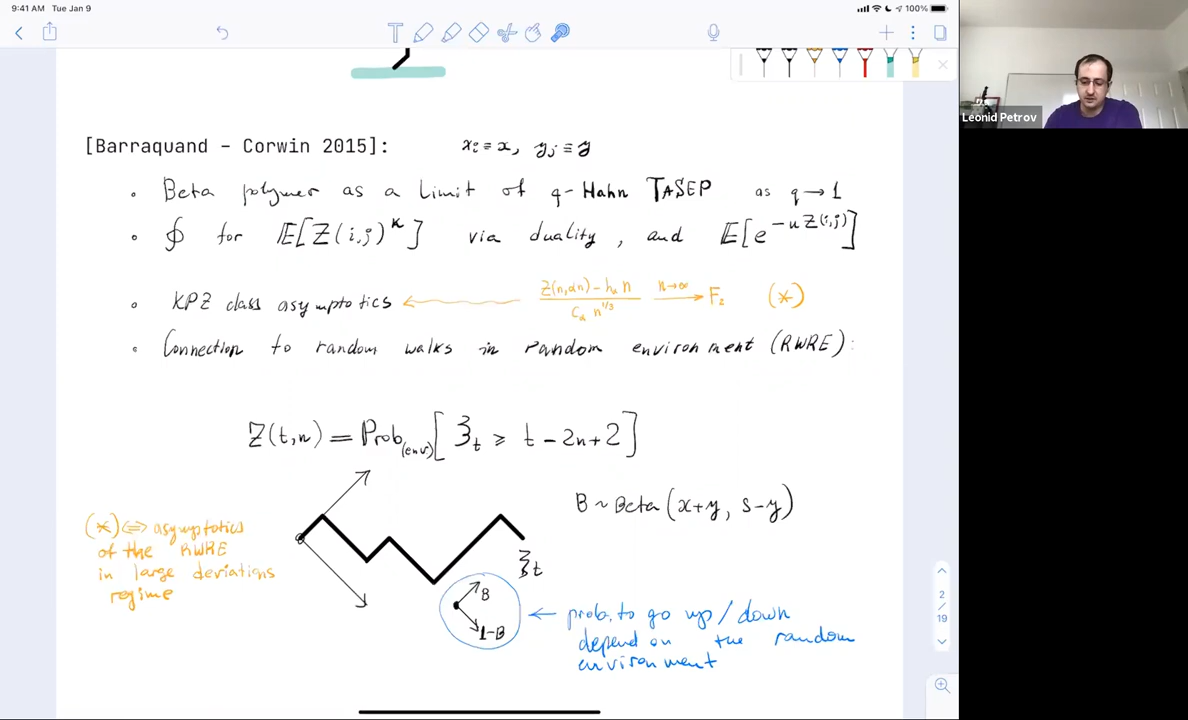 9:41 AM Tue Jan 9
100%
Leonid Petrov
[Barraquand - Corwin 2015]: xᵢ ≡ x, yⱼ ≡ y
• Beta polymer as a limit of q-Hahn TASEP as q → 1
• ∮ for E[Z(i,j)^k] via duality, and E[e^{-uZ(i,j)}]
• KPZ class asymptotics ← (Z(n,αn) - hₐ n) / (cₐ n^{1/3}) n→∞ → F₂ (*)
• Connection to random walks in random environment (RWRE):
Z(t,n) = Prob_(env) [ ξ_t ≥ t - 2n + 2 ]
B ~ Beta(x+y, s-y)
(*) ⟺ asymptotics
of the RWRE
in large deviations
regime
ξ_t
B
1-B
← prob. to go up/down
depend on the random
environment
2
/
19